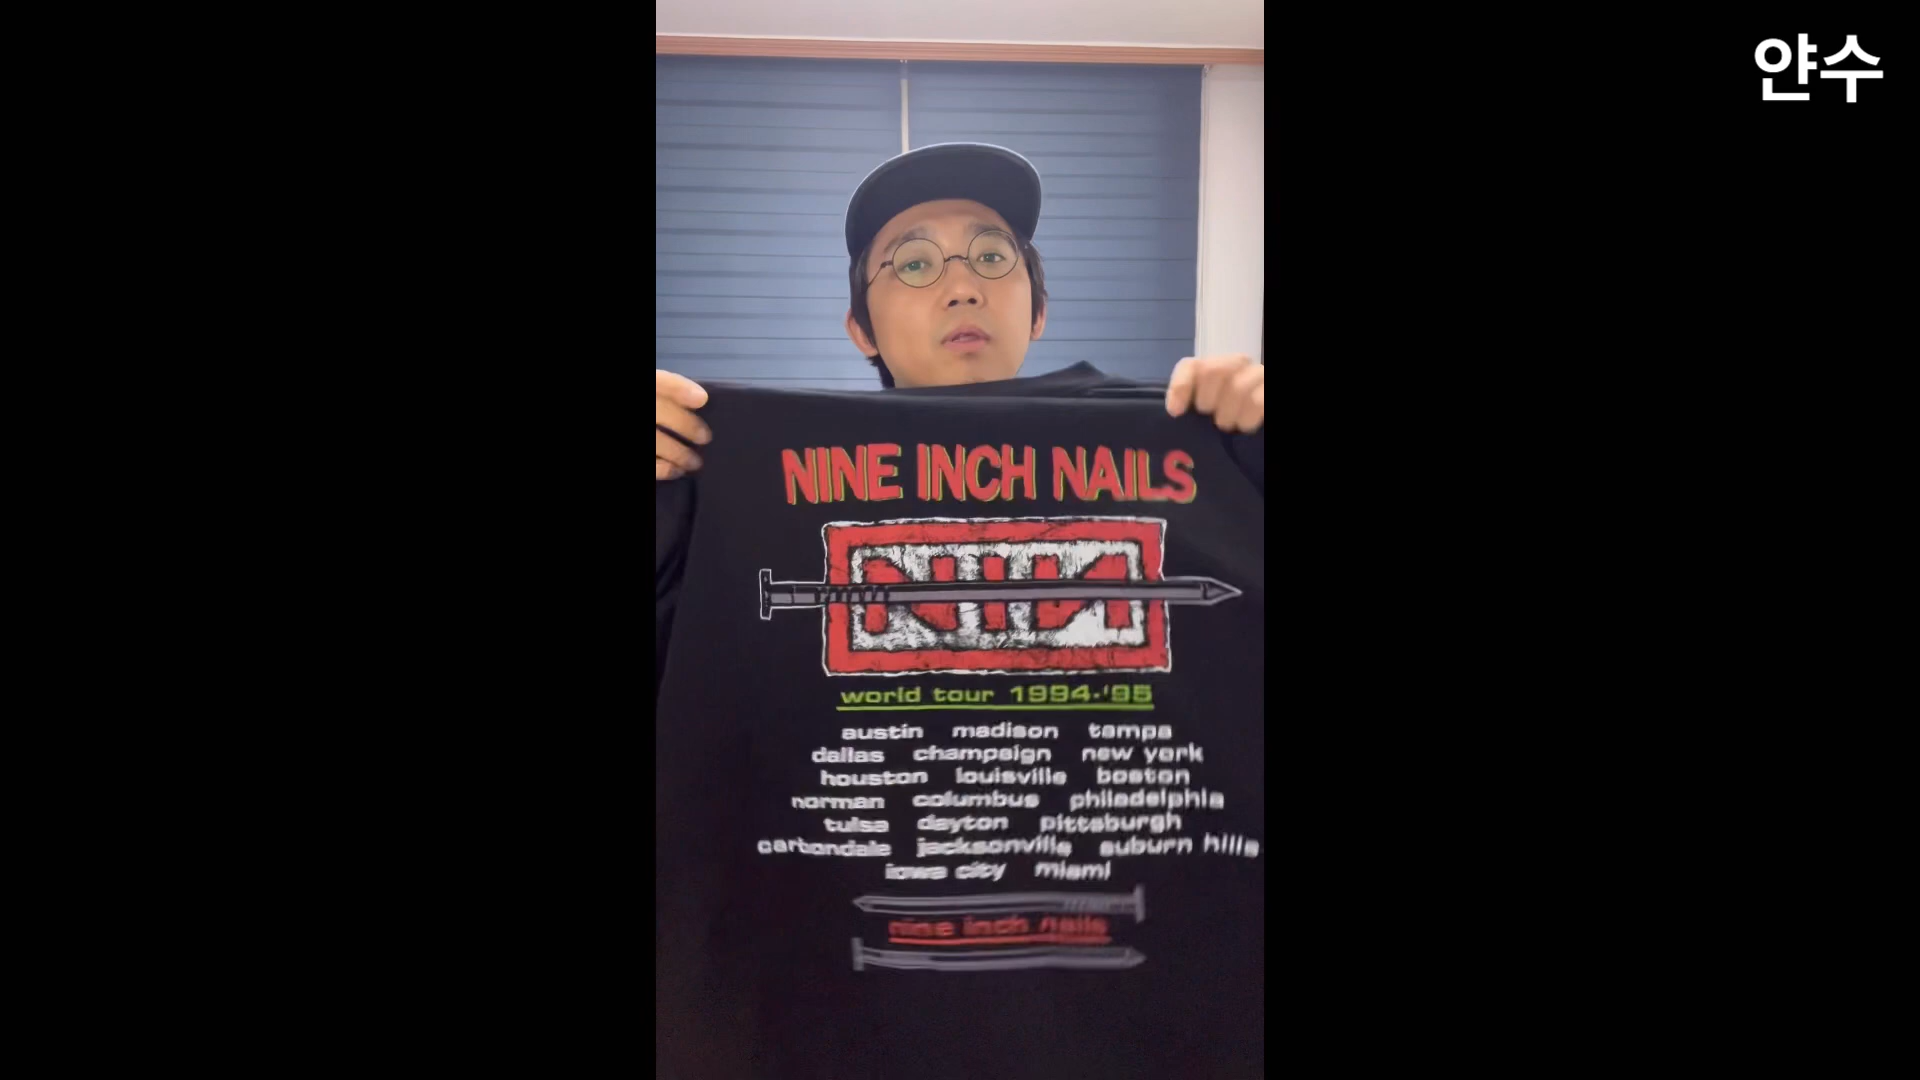 얀수
NINE INCH NAILS
NIN
world tour 1994-'95
austin madison tampa
dallas champaign new york
houston louisville boston
norman columbus philadelphia
tulsa dayton pittsburgh
carbondale jacksonville auburn hills
iowa city miami
nine inch nails